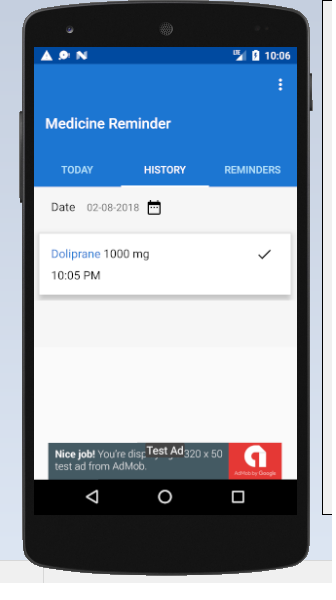 LTE 10:06
Medicine Reminder
TODAY HISTORY REMINDERS
Date 02-08-2018
Doliprane 1000 mg
10:05 PM
Nice job! You're disp Test Ad 320 x 50
test ad from AdMob.
AdMob by Google